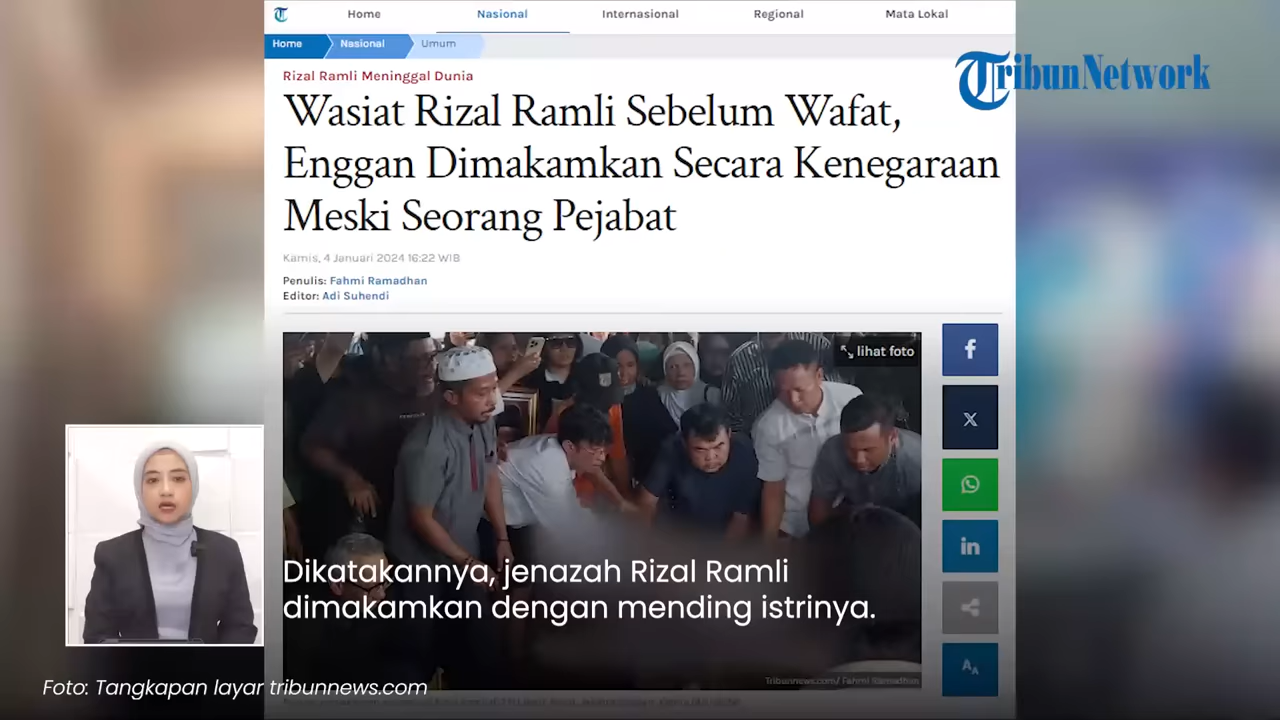 Home
Nasional
Internasional
Regional
Mata Lokal
Home
Nasional
Umum
TribunNetwork
Rizal Ramli Meninggal Dunia
Wasiat Rizal Ramli Sebelum Wafat,
Enggan Dimakamkan Secara Kenegaraan
Meski Seorang Pejabat
Kamis, 4 Januari 2024 16:22 WIB
Penulis: Fahmi Ramadhan
Editor: Adi Suhendi
lihat foto
Dikatakannya, jenazah Rizal Ramli
dimakamkan dengan mending istrinya.
Tribunnews.com/ Fahmi Ramadhan
Foto: Tangkapan layar tribunnews.com